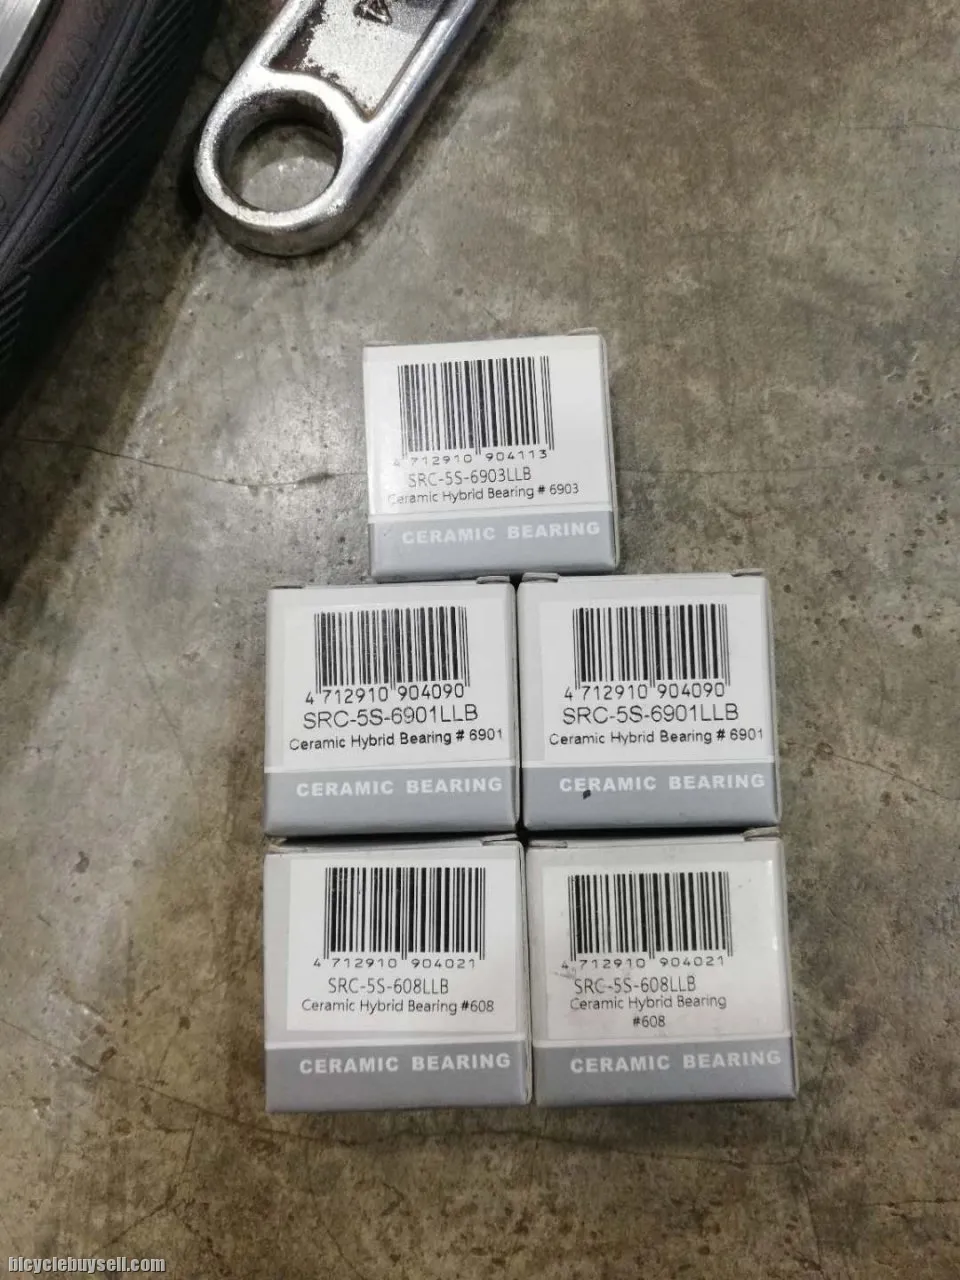 4 712910 904113
SRC-5S-6903LLB
Ceramic Hybrid Bearing # 6903
CERAMIC BEARING
4 712910 904090
SRC-5S-6901LLB
Ceramic Hybrid Bearing # 6901
CERAMIC BEARING
4 712910 904090
SRC-5S-6901LLB
Ceramic Hybrid Bearing # 6901
CERAMIC BEARING
4 712910 904021
SRC-5S-608LLB
Ceramic Hybrid Bearing #608
CERAMIC BEARING
4 712910 904021
SRC-5S-608LLB
Ceramic Hybrid Bearing
#608
CERAMIC BEARING
bicyclebuysell.com